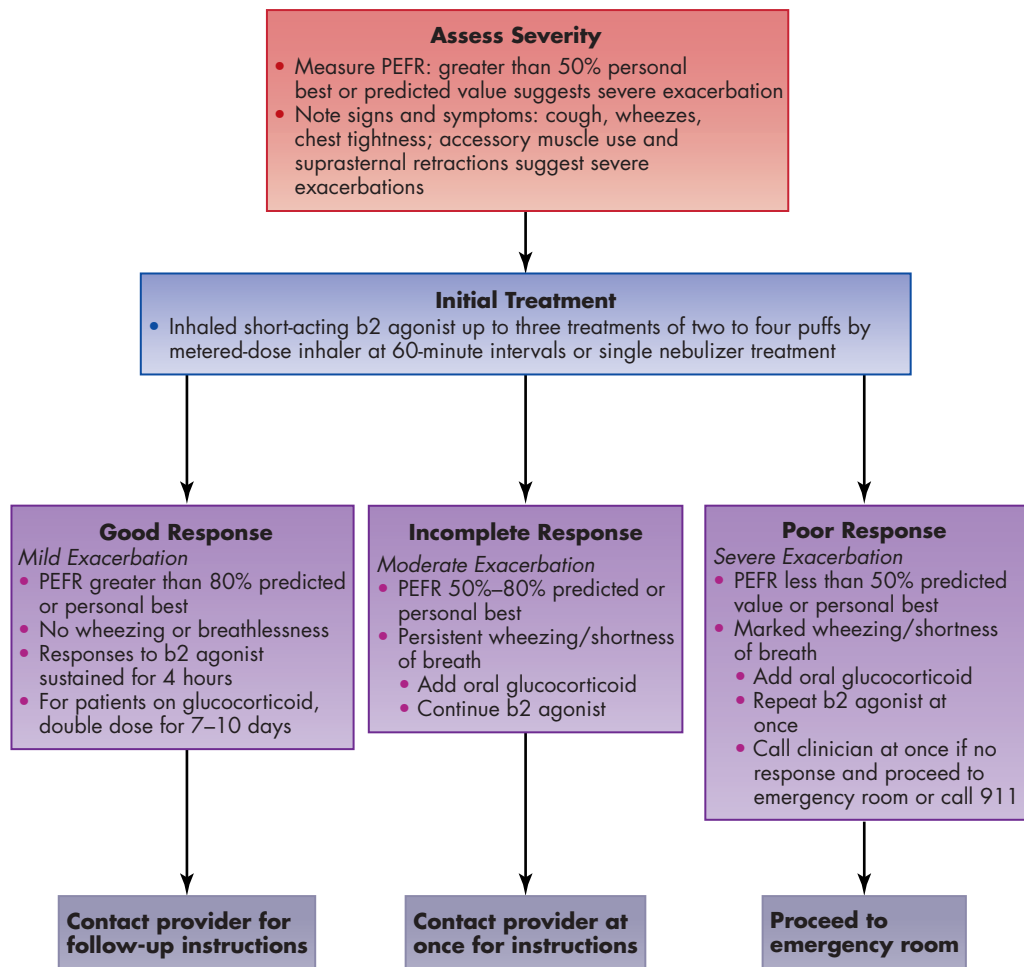 Assess Severity
• Measure PEFR: greater than 50% personal
best or predicted value suggests severe exacerbation
• Note signs and symptoms: cough, wheezes,
chest tightness; accessory muscle use and
suprasternal retractions suggest severe
exacerbations
Initial Treatment
• Inhaled short-acting b2 agonist up to three treatments of two to four puffs by
metered-dose inhaler at 60-minute intervals or single nebulizer treatment
Good Response
Mild Exacerbation
• PEFR greater than 80% predicted
or personal best
• No wheezing or breathlessness
• Responses to b2 agonist
sustained for 4 hours
• For patients on glucocorticoid,
double dose for 7–10 days
Incomplete Response
Moderate Exacerbation
• PEFR 50%–80% predicted or
personal best
• Persistent wheezing/shortness
of breath
• Add oral glucocorticoid
• Continue b2 agonist
Poor Response
Severe Exacerbation
• PEFR less than 50% predicted
value or personal best
• Marked wheezing/shortness
of breath
• Add oral glucocorticoid
• Repeat b2 agonist at
once
• Call clinician at once if no
response and proceed to
emergency room or call 911
Contact provider for
follow-up instructions
Contact provider at
once for instructions
Proceed to
emergency room